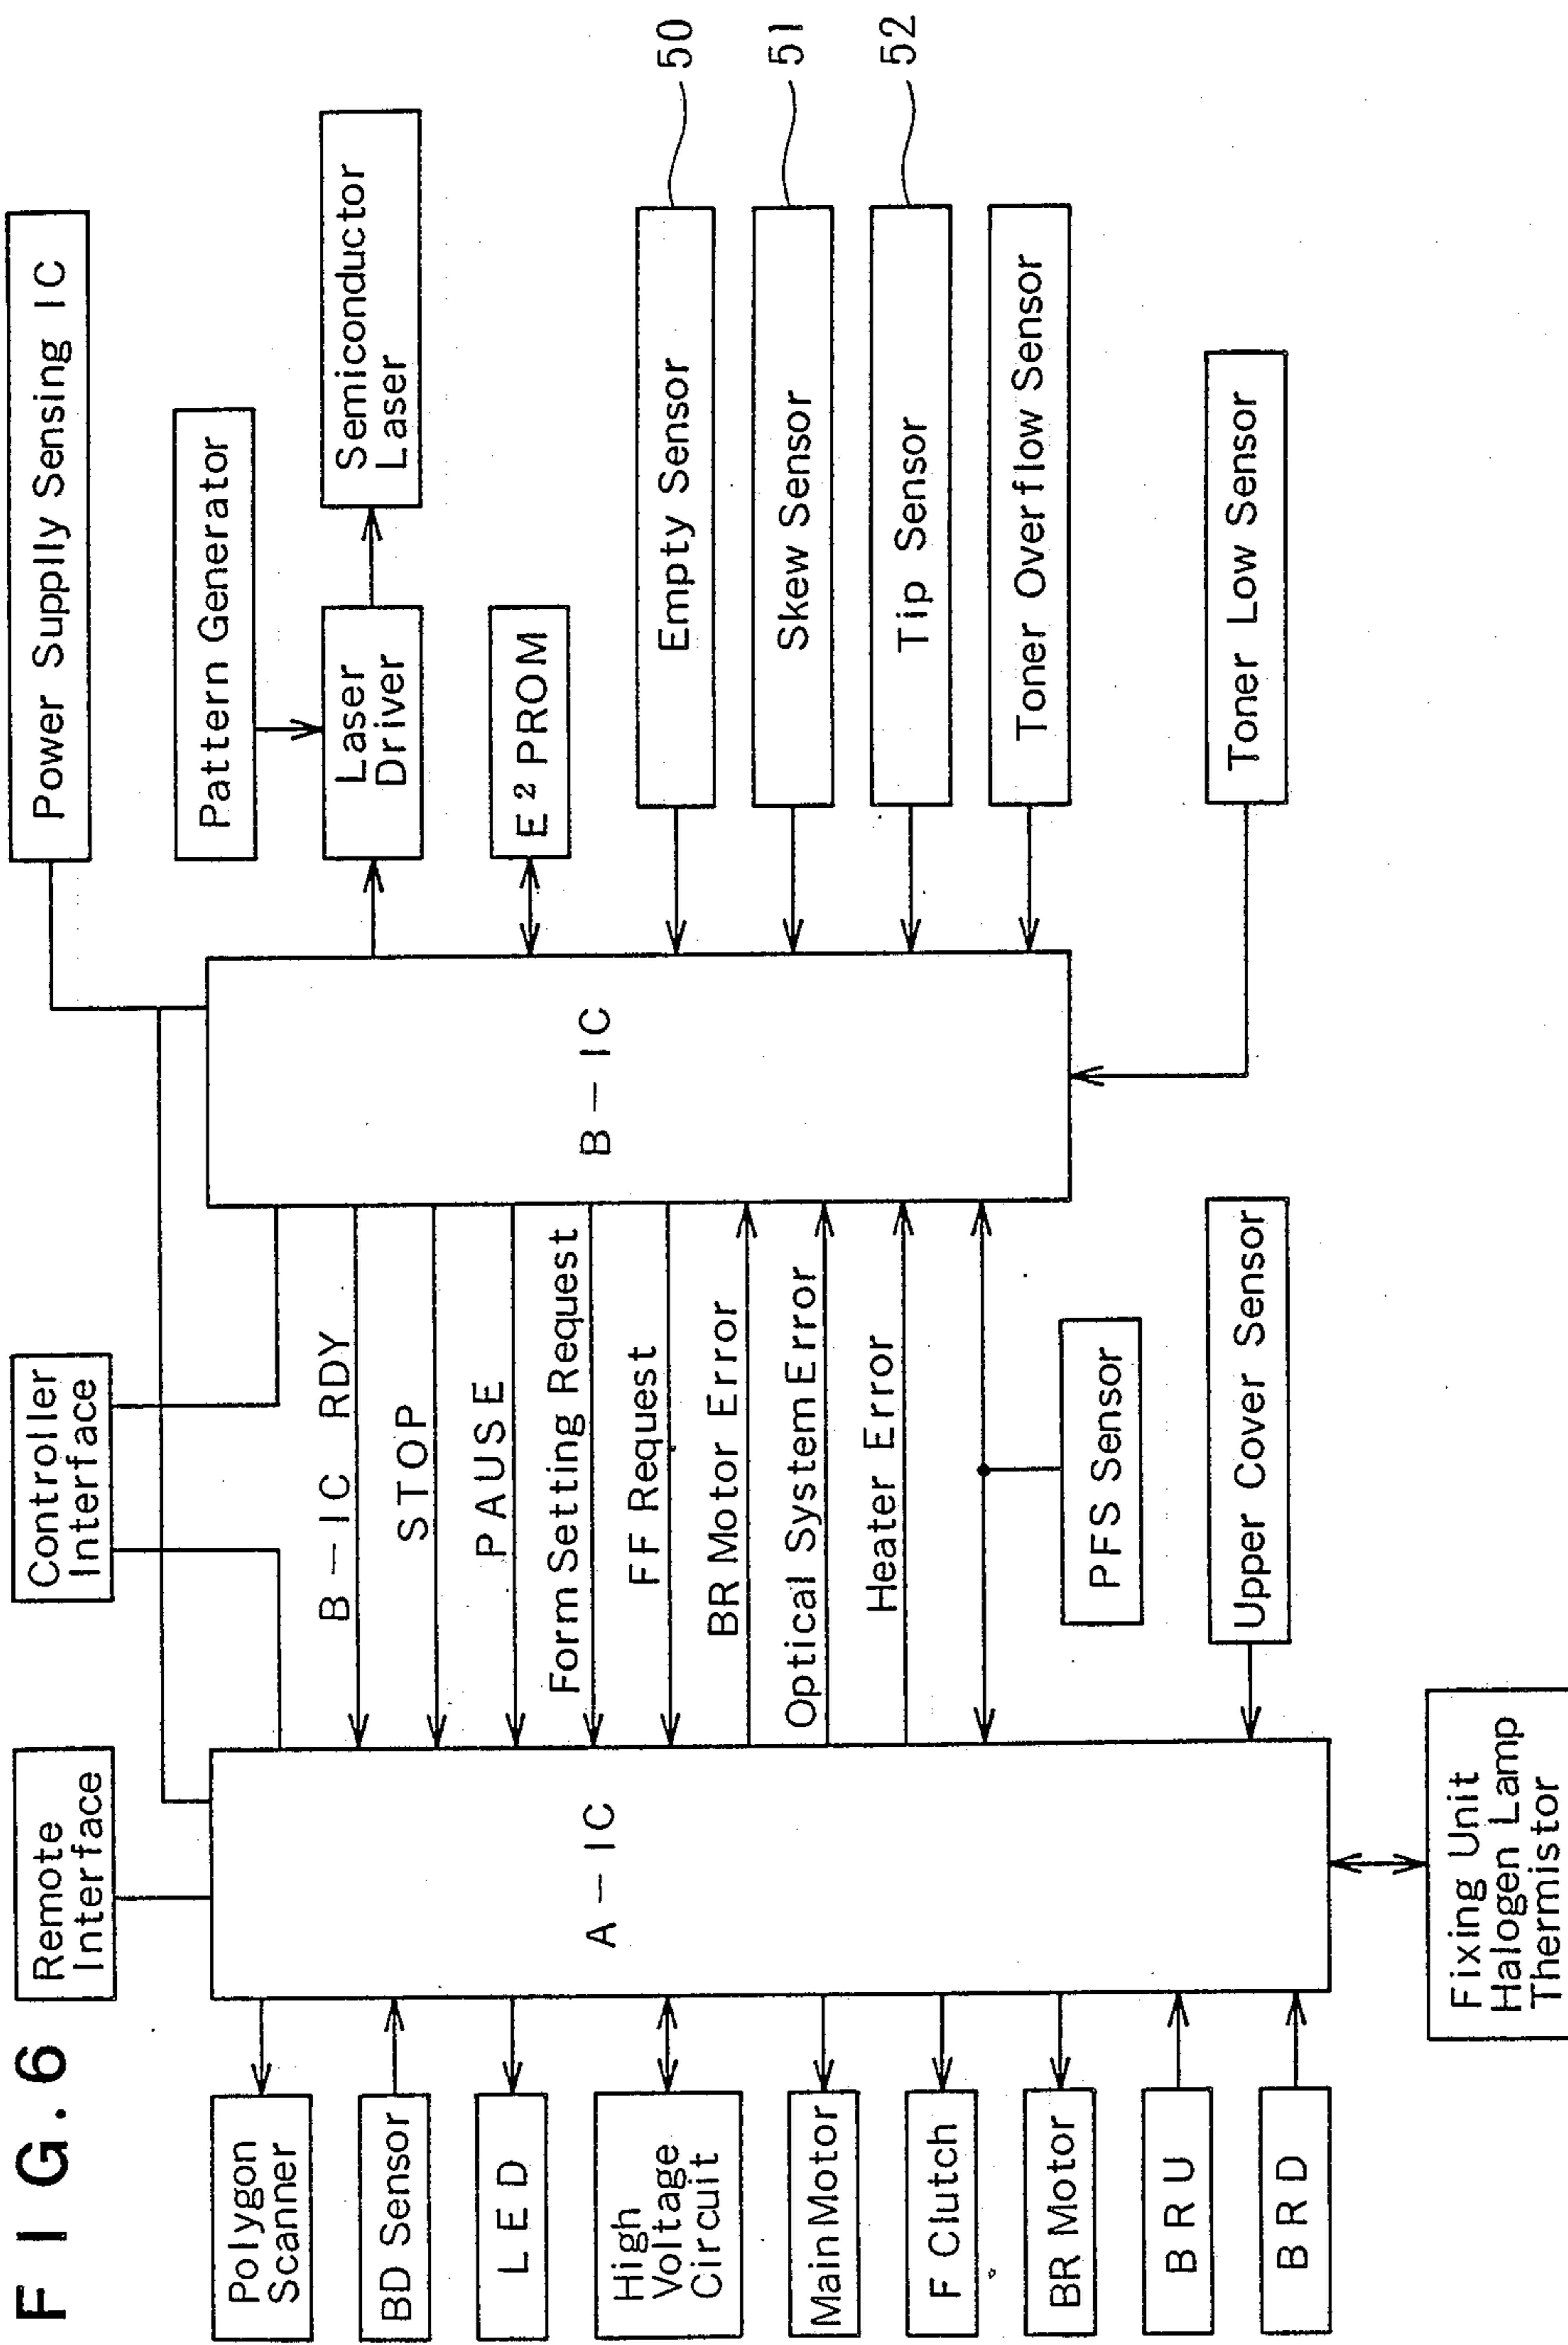 FIG.6
Remote
Interface
Controller
Interface
Power Supply Sensing IC
Pattern Generator
Polygon
Scanner
BD Sensor
LED
High
Voltage
Circuit
Main Motor
F Clutch
BR Motor
BRU
BRD
A-IC
B-IC RDY
STOP
PAUSE
Form Setting Request
FF Request
BR Motor Error
Optical System Error
Heater Error
PFS Sensor
Upper Cover Sensor
Fixing Unit
Halogen Lamp
Thermistor
B-IC
Laser
Driver
Semiconductor
Laser
E² PROM
Empty Sensor
50
Skew Sensor
51
Tip Sensor
52
Toner Overflow Sensor
Toner Low Sensor